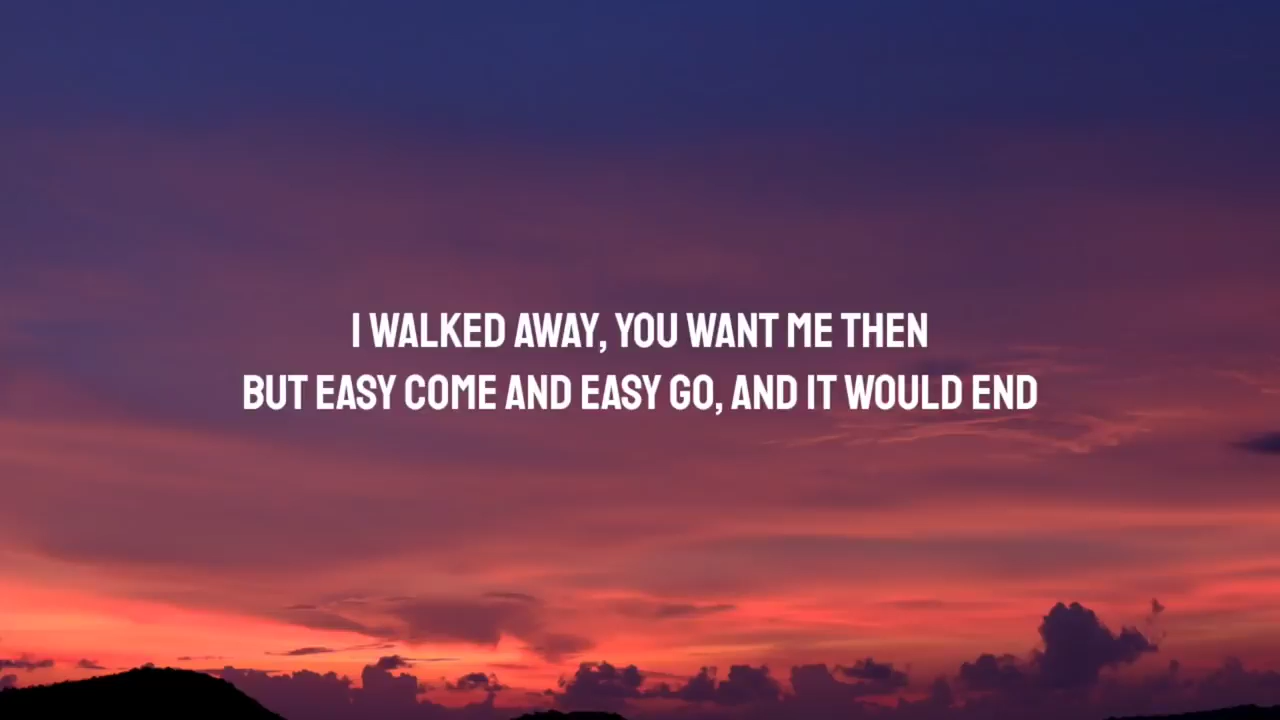 I WALKED AWAY, YOU WANT ME THEN
BUT EASY COME AND EASY GO, AND IT WOULD END